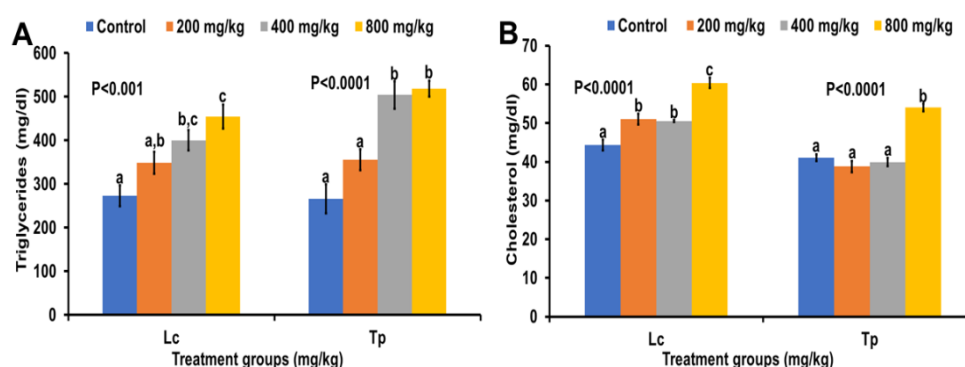 A
Control 200 mg/kg 400 mg/kg 800 mg/kg
Triglycerides (mg/dl)
600
500
400
300
200
100
0
P<0.001
P<0.0001
a
a,b
b,c
c
a
a
b
b
Lc
Tp
Treatment groups (mg/kg)
B
Control 200 mg/kg 400 mg/kg 800 mg/kg
Cholesterol (mg/dl)
70
60
50
40
30
20
10
0
P<0.0001
P<0.0001
a
b
b
c
a
a
a
b
Lc
Tp
Treatment groups (mg/kg)